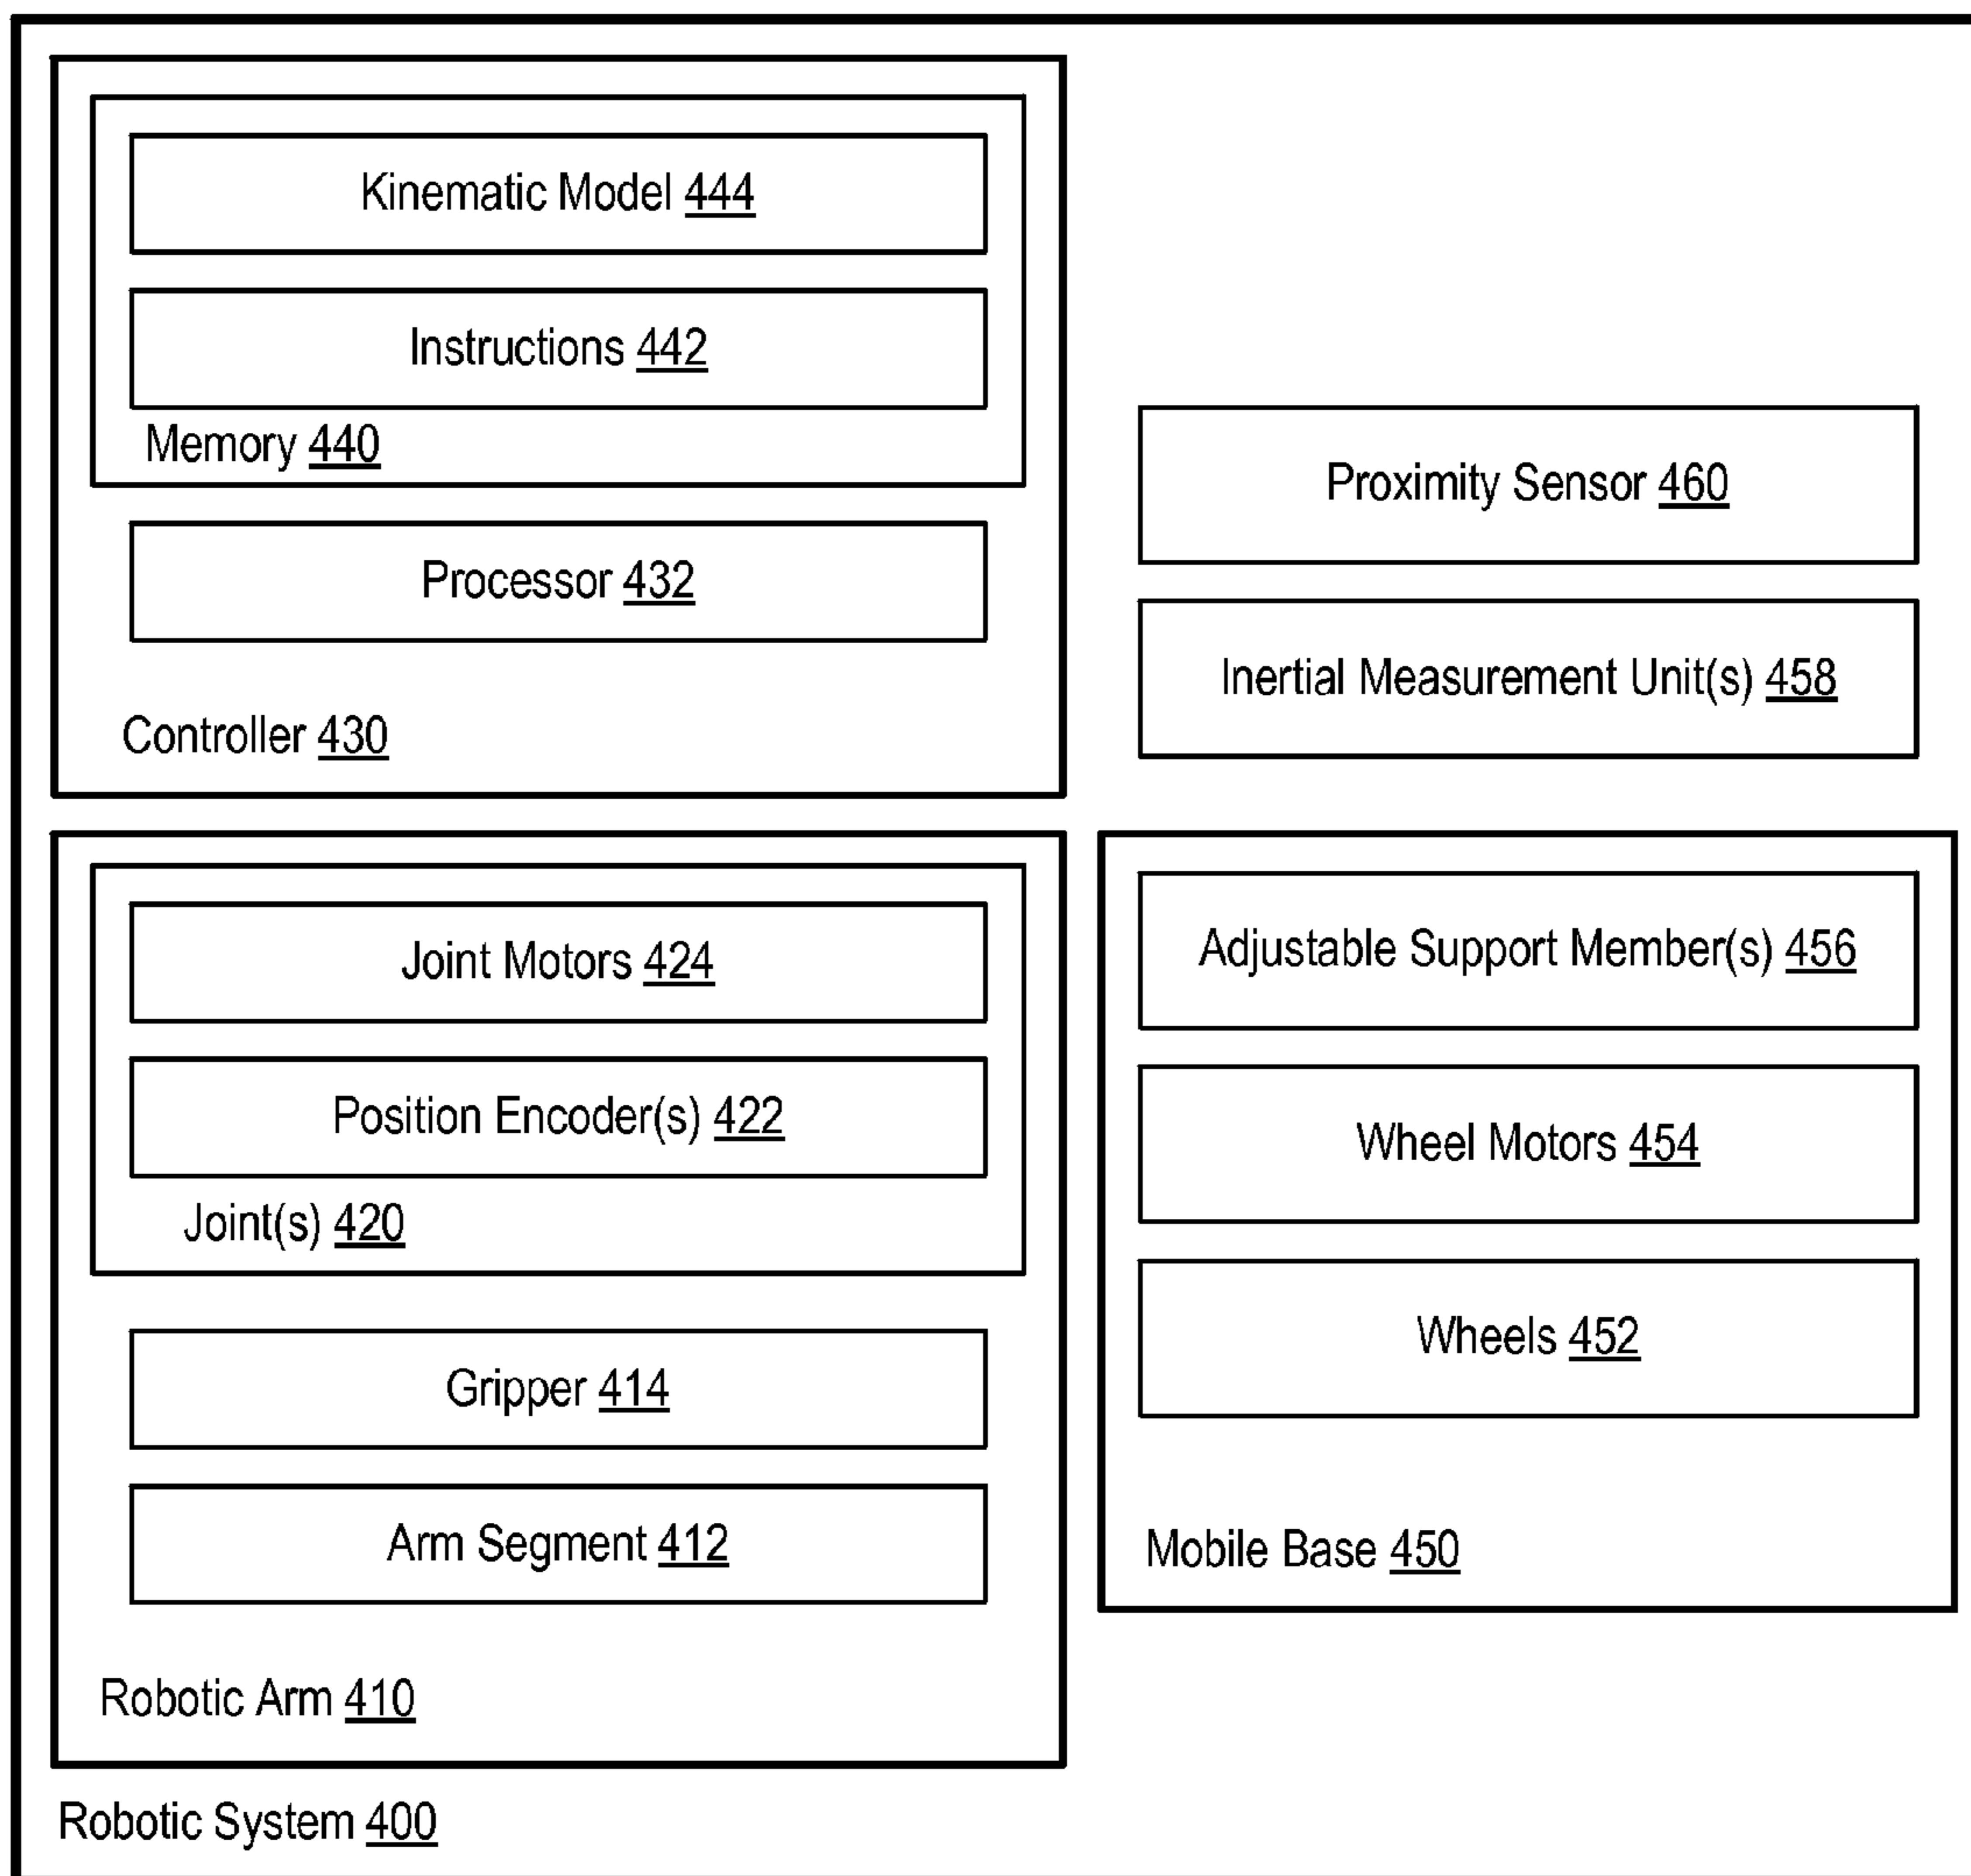 Kinematic Model 444
Instructions 442
Memory 440
Processor 432
Controller 430
Proximity Sensor 460
Inertial Measurement Unit(s) 458
Joint Motors 424
Position Encoder(s) 422
Joint(s) 420
Gripper 414
Arm Segment 412
Robotic Arm 410
Adjustable Support Member(s) 456
Wheel Motors 454
Wheels 452
Mobile Base 450
Robotic System 400